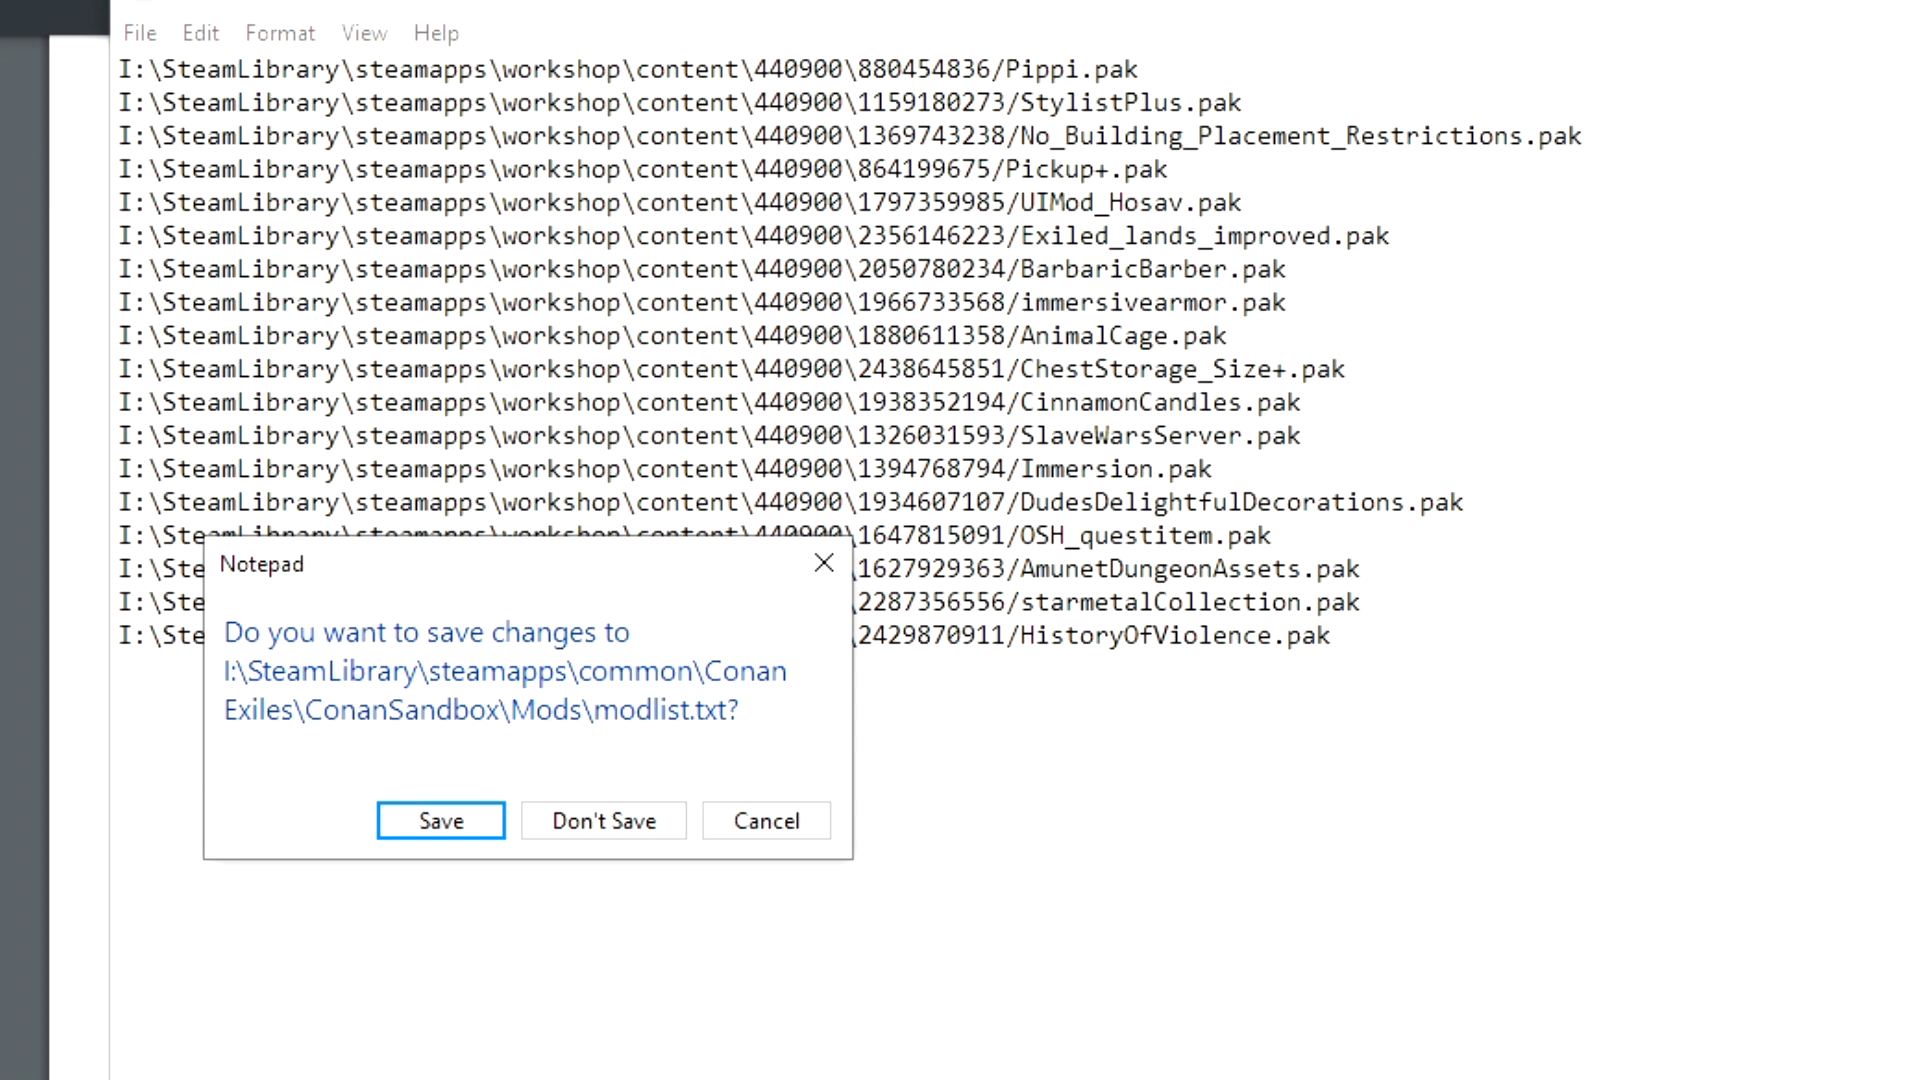 File Edit Format View Help
I:\SteamLibrary\steamapps\workshop\content\440900\880454836/Pippi.pak
I:\SteamLibrary\steamapps\workshop\content\440900\1159180273/StylistPlus.pak
I:\SteamLibrary\steamapps\workshop\content\440900\1369743238/No_Building_Placement_Restrictions.pak
I:\SteamLibrary\steamapps\workshop\content\440900\864199675/Pickup+.pak
I:\SteamLibrary\steamapps\workshop\content\440900\1797359985/UIMod_Hosav.pak
I:\SteamLibrary\steamapps\workshop\content\440900\2356146223/Exiled_lands_improved.pak
I:\SteamLibrary\steamapps\workshop\content\440900\2050780234/BarbaricBarber.pak
I:\SteamLibrary\steamapps\workshop\content\440900\1966733568/immersivearmor.pak
I:\SteamLibrary\steamapps\workshop\content\440900\1880611358/AnimalCage.pak
I:\SteamLibrary\steamapps\workshop\content\440900\2438645851/ChestStorage_Size+.pak
I:\SteamLibrary\steamapps\workshop\content\440900\1938352194/CinnamonCandles.pak
I:\SteamLibrary\steamapps\workshop\content\440900\1326031593/SlaveWarsServer.pak
I:\SteamLibrary\steamapps\workshop\content\440900\1394768794/Immersion.pak
I:\SteamLibrary\steamapps\workshop\content\440900\1934607107/DudesDelightfulDecorations.pak
I:\SteamLibrary\steamapps\workshop\content\440900\1647815091/OSH_questitem.pak
I:\Ste \1627929363/AmunetDungeonAssets.pak
I:\Ste \2287356556/starmetalCollection.pak
I:\Ste \2429870911/HistoryOfViolence.pak
Notepad
Do you want to save changes to
I:\SteamLibrary\steamapps\common\Conan
Exiles\ConanSandbox\Mods\modlist.txt?
Save Don't Save Cancel